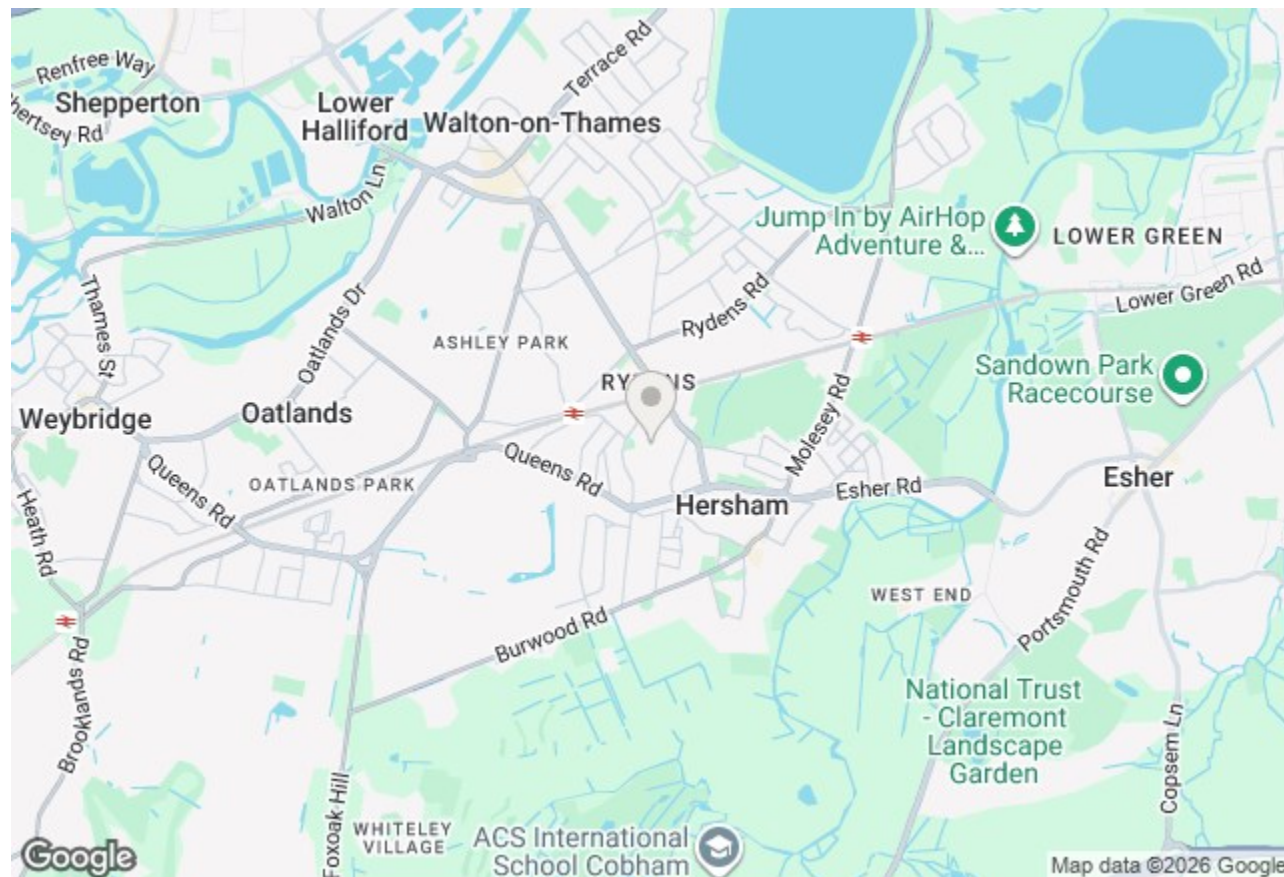 Renfree Way
Shepperton
hertsey Rd
Lower
Halliford
Walton-on-Thames
Terrace Rd
Walton Ln
Jump In by AirHop
Adventure &...
LOWER GREEN
Lower Green Rd
Thames St
Oatlands Dr
Rydens Rd
ASHLEY PARK
Sandown Park
Racecourse
Weybridge
Oatlands
Molesey Rd
Queens Rd
Queens Rd
OATLANDS PARK
Hersham
Esher Rd
Esher
Heath Rd
WEST END
Portsmouth Rd
Burwood Rd
Brooklands Rd
National Trust
- Claremont
Landscape
Garden
Copsem Ln
Foxoak Hill
WHITELEY
VILLAGE
ACS International
School Cobham
Google
Map data ©2026 Google